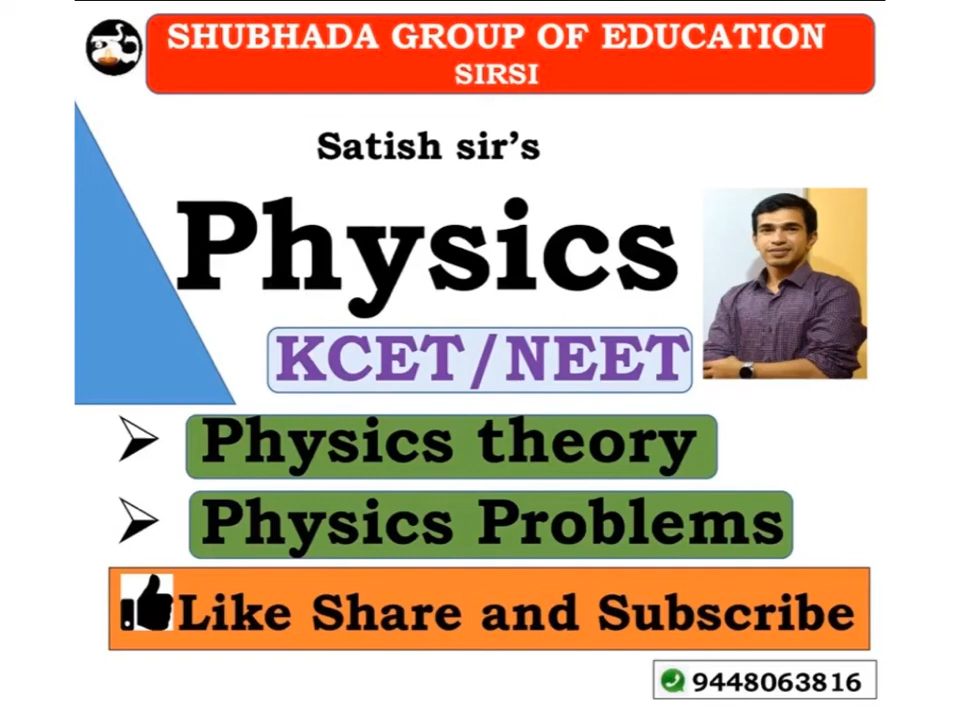 SHUBHADA GROUP OF EDUCATION
SIRSI
Satish sir’s
Physics
KCET/NEET
Physics theory
Physics Problems
Like Share and Subscribe
9448063816